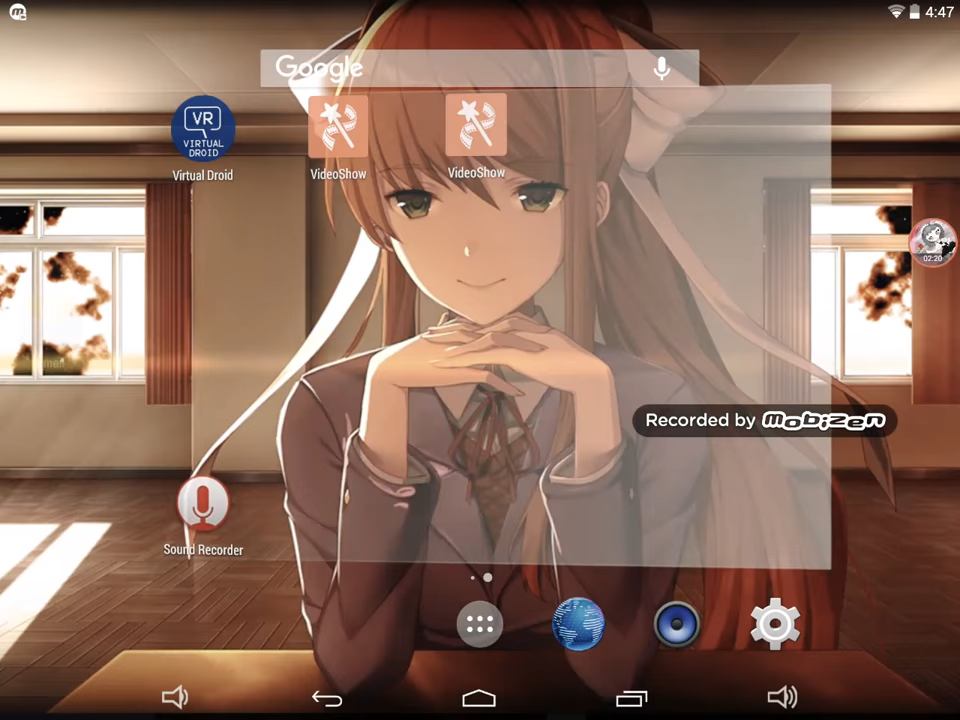 4:47
Google
VR
VIRTUAL
DROID
Virtual Droid
VideoShow
VideoShow
02:20
Recorded by mobizen
Sound Recorder